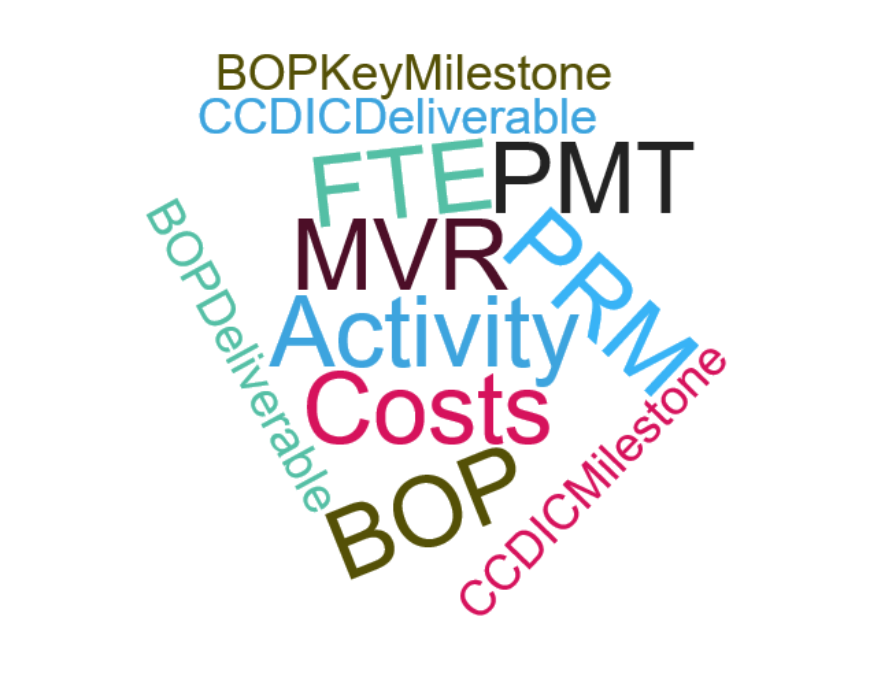 BOPKeyMilestone
CCDICDeliverable
FTE
PMT
MVR
PRM
BOPDeliverable
Activity
Costs
BOP
CCDICMilestone